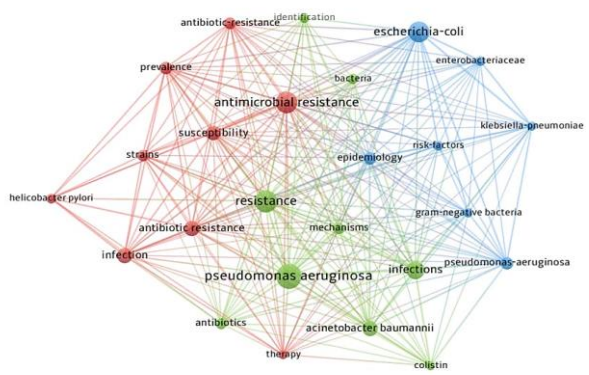 identification
antibiotic-resistance
escherichia-coli
enterobacteriaceae
prevalence
bacteria
antimicrobial resistance
klebsiella-pneumoniae
susceptibility
risk-factors
strains
epidemiology
helicobacter pylori
resistance
gram-negative bacteria
antibiotic resistance
mechanisms
infection
pseudomonas-aeruginosa
infections
pseudomonas aeruginosa
antibiotics
acinetobacter baumannii
therapy
colistin